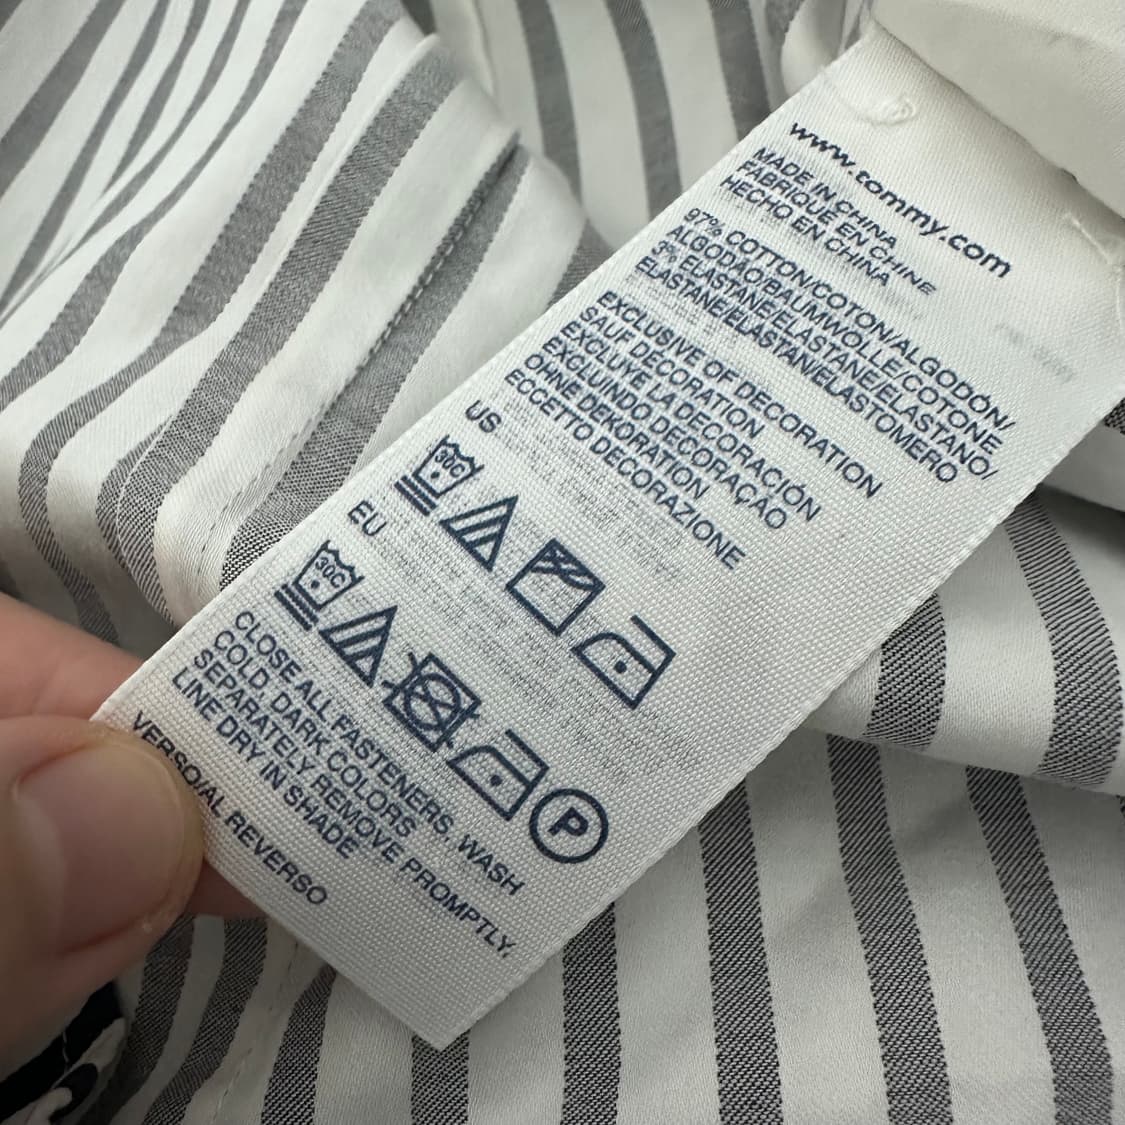 www.tommy.com
MADE IN CHINA
FABRIQUE EN CHINE
HECHO EN CHINA
97% COTTON/COTON/ALGODÓN/
ALGODAO/BAUMWOLLE/COTONE
3% ELASTANE/ELASTANE/ELASTANO/
ELASTANE/ELASTAN/ELASTOMERO
EXCLUSIVE OF DECORATION
SAUF DÉCORATION
EXCLUYE LA DECORACIÓN
EXCLUINDO DECORAÇAO
OHNE DEKORATION
ECCETTO DECORAZIONE
US
30C
EU
30C
P
CLOSE ALL FASTENERS. WASH
COLD. DARK COLORS
SEPARATELY REMOVE PROMPTLY,
LINE DRY IN SHADE
VERSO/AL REVERSO